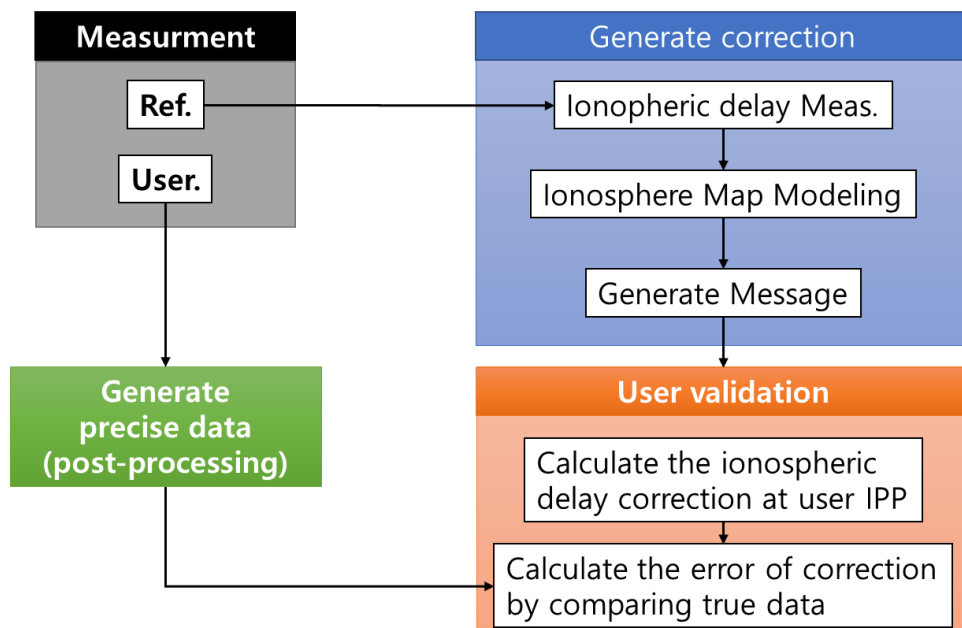 Measurment
Ref.
User.
Generate correction
Ionopheric delay Meas.
Ionosphere Map Modeling
Generate Message
Generate
precise data
(post-processing)
User validation
Calculate the ionospheric
delay correction at user IPP
Calculate the error of correction
by comparing true data